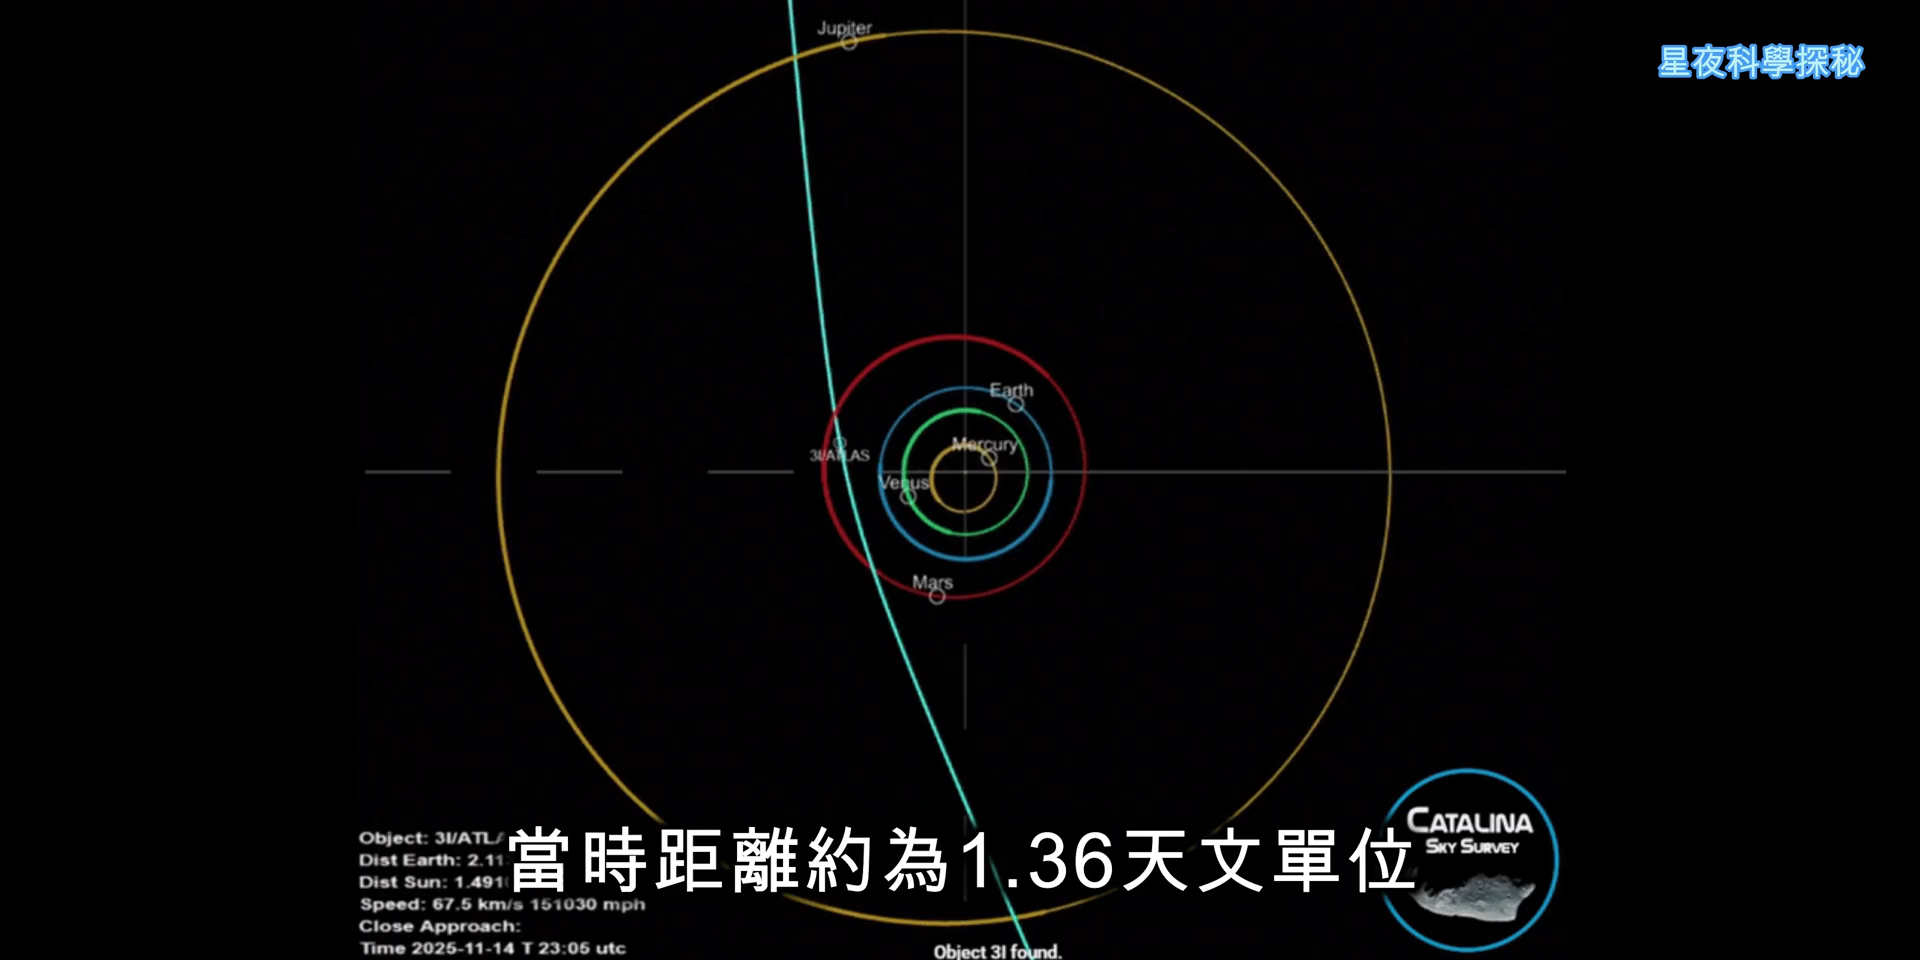 Jupiter
星夜科學探秘
Earth
Mercury
3I/ATLAS
Venus
Mars
CATALINA
SKY SURVEY
Object: 3I/ATLA
Dist Earth: 2.11
Dist Sun: 1.491
當時距離約為1.36天文單位
Speed: 67.5 km/s 151030 mph
Close Approach:
Time 2025-11-14 T 23:05 utc
Object 3I found.